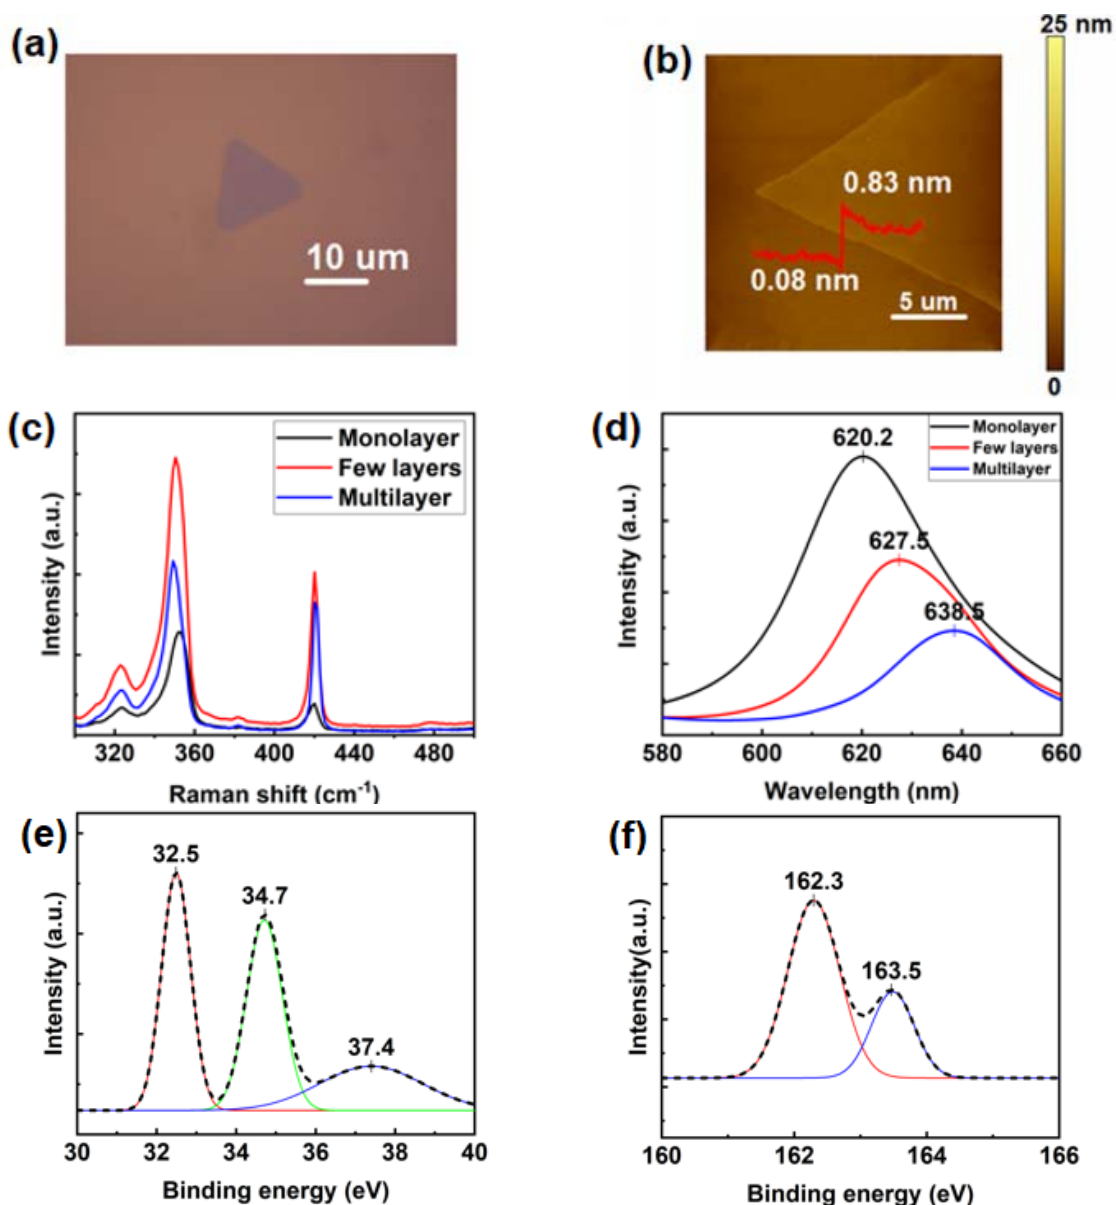 (a)
10 um
(b)
25 nm
0.83 nm
0.08 nm
5 um
0
(c)
Monolayer
Few layers
Multilayer
Intensity (a.u.)
320 360 400 440 480
Raman shift (cm⁻¹)
(d)
Monolayer
Few layers
Multilayer
620.2
627.5
638.5
Intensity (a.u.)
580 600 620 640 660
Wavelength (nm)
(e)
32.5
34.7
37.4
Intensity (a.u.)
30 32 34 36 38 40
Binding energy (eV)
(f)
162.3
163.5
Intensity(a.u.)
160 162 164 166
Binding energy (eV)